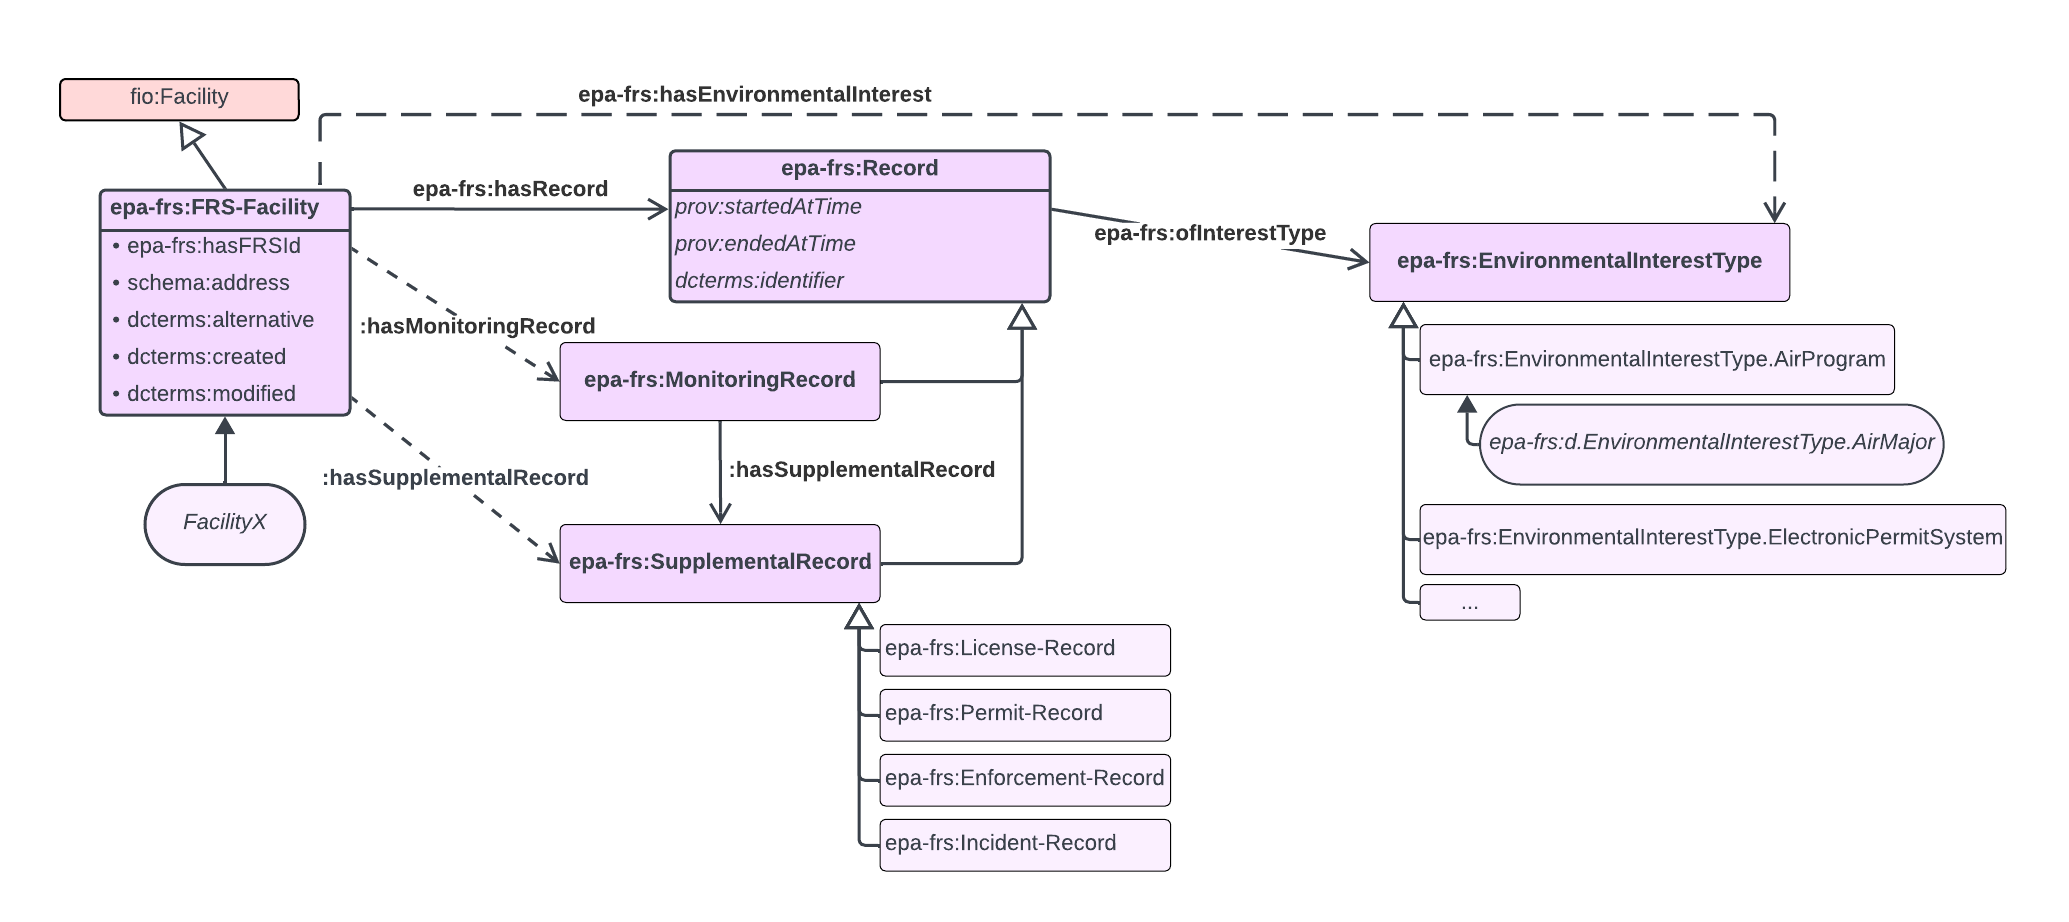 fio:Facility
epa-frs:hasEnvironmentalInterest
epa-frs:FRS-Facility
• epa-frs:hasFRSId
• schema:address
• dcterms:alternative
• dcterms:created
• dcterms:modified
FacilityX
epa-frs:hasRecord
:hasMonitoringRecord
:hasSupplementalRecord
epa-frs:Record
prov:startedAtTime
prov:endedAtTime
dcterms:identifier
epa-frs:MonitoringRecord
:hasSupplementalRecord
epa-frs:SupplementalRecord
epa-frs:License-Record
epa-frs:Permit-Record
epa-frs:Enforcement-Record
epa-frs:Incident-Record
epa-frs:ofInterestType
epa-frs:EnvironmentalInterestType
epa-frs:EnvironmentalInterestType.AirProgram
epa-frs:d.EnvironmentalInterestType.AirMajor
epa-frs:EnvironmentalInterestType.ElectronicPermitSystem
...